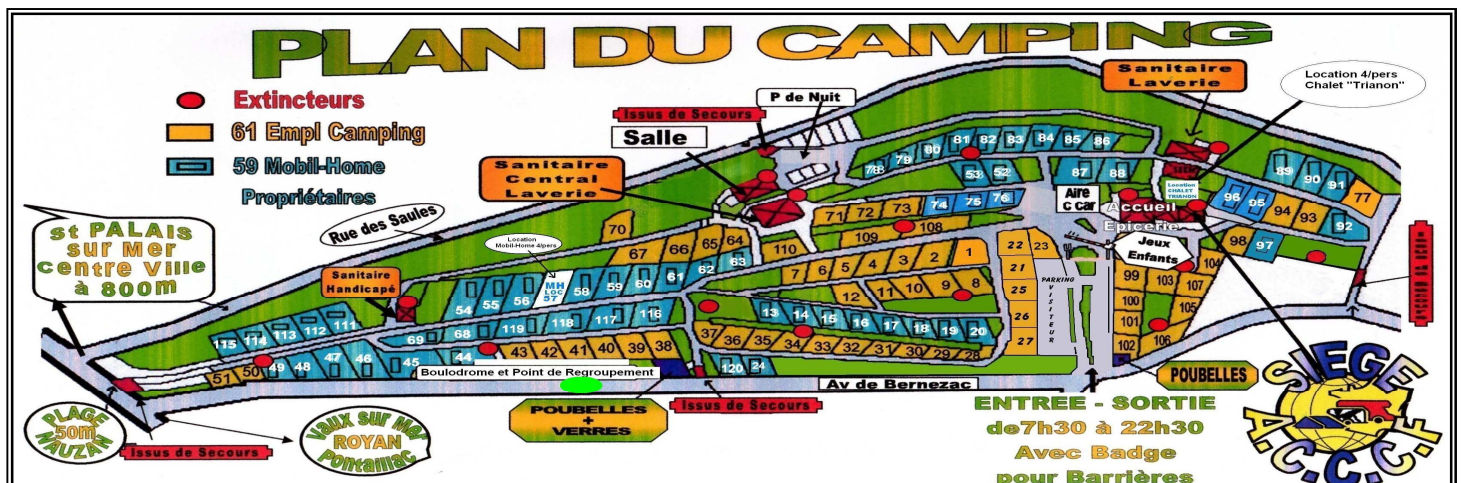 PLAN DU CAMPING
Extincteurs
61 Empl Camping
59 Mobil-Home
Propriétaires
Issus de Secours
P de Nuit
Salle
Sanitaire
Central
Laverie
Sanitaire
Laverie
Location 4/pers
Chalet "Trianon"
St PALAIS
sur Mer
Centre Ville
à 800m
Rue des Saules
Location
Mobil-Home 4/pers
Sanitaire
Handicapé
78 79 80 81 82 83 84 85 86
53 52 87 88
Location
CHALET
TRIANON
89 90 91 77
96 95 94 93 92
Aire
C car
Accueil
Epicerie
Jeux
Enfants
98 97
70
71 72 73 74 75 76
109 108
110
67 66 65 64
54 55 56
MH
LOC
57
58 59 60 61 62 63
7 6 5 4 3 2 1
12 11 10 9 8
22 23
21
25
26
27
PARKING
VISITEUR
99 103 104
100 107 105
101
102 106
115 114 113 112 111
69 68 119 118 117 116
13 14 15 16 17 18 19 20
51 50 49 48 47 46 45 44 43 42 41 40 39 38
37 36 35 34 33 32 31 30 29 28
120 24
Boulodrome et Point de Regroupement
Av de Bernezac
POUBELLES
POUBELLES
+
VERRES
Issus de Secours
Issus de Secours
PLAGE
50m
NAUZAN
Vaux sur Mer
ROYAN
Pontaillac
ENTREE - SORTIE
de7h30 à 22h30
Avec Badge
pour Barrières
SIEGE
A.C.C.C.F